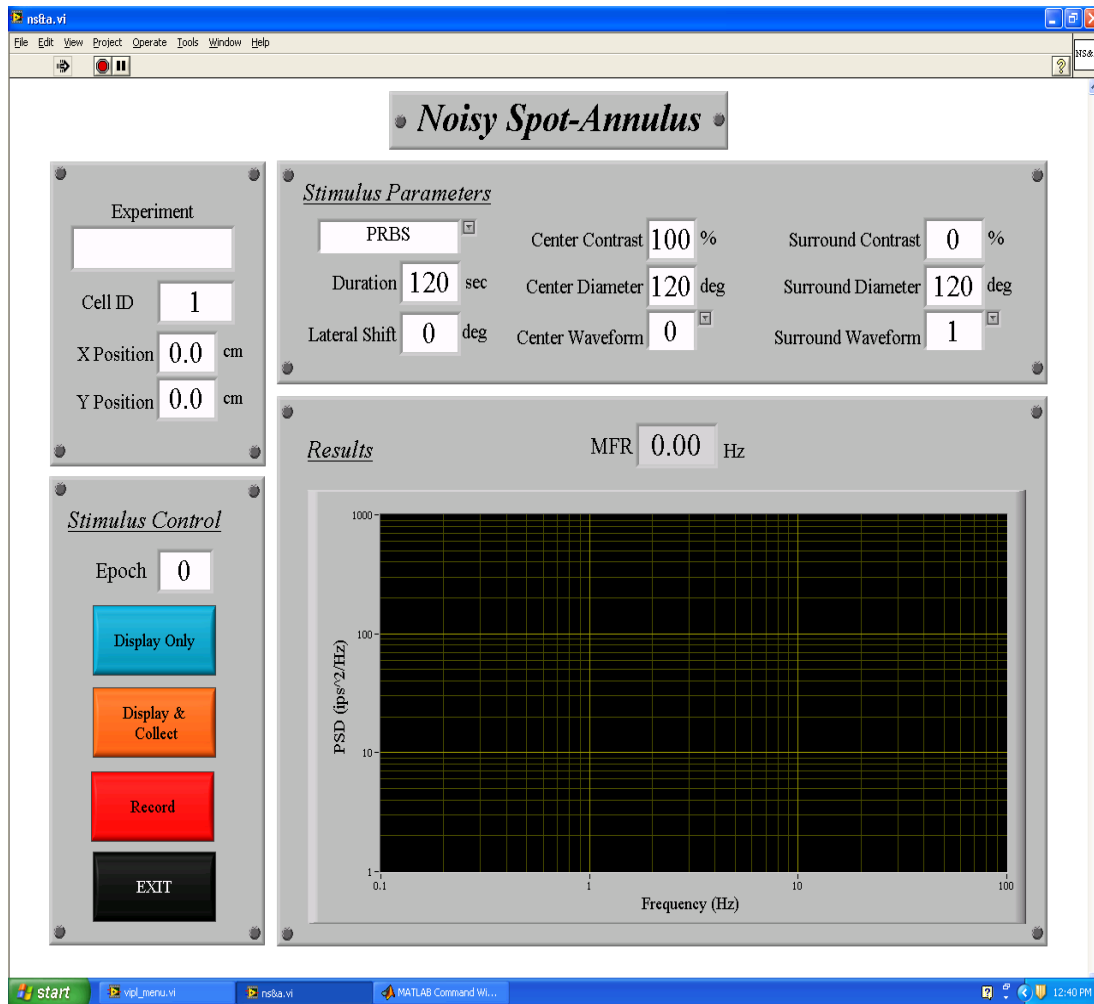 ns&a.vi
File Edit View Project Operate Tools Window Help
NS&
Noisy Spot-Annulus
Experiment
Cell ID 1
X Position 0.0 cm
Y Position 0.0 cm
Stimulus Parameters
PRBS
Duration 120 sec
Lateral Shift 0 deg
Center Contrast 100 %
Center Diameter 120 deg
Center Waveform 0
Surround Contrast 0 %
Surround Diameter 120 deg
Surround Waveform 1
Stimulus Control
Epoch 0
Display Only
Display &
Collect
Record
EXIT
Results
MFR 0.00 Hz
PSD (ips^2/Hz)
1000
100
10
1
0.1 1 10 100
Frequency (Hz)
start vipl_menu.vi ns&a.vi MATLAB Command Wi... 12:40 PM